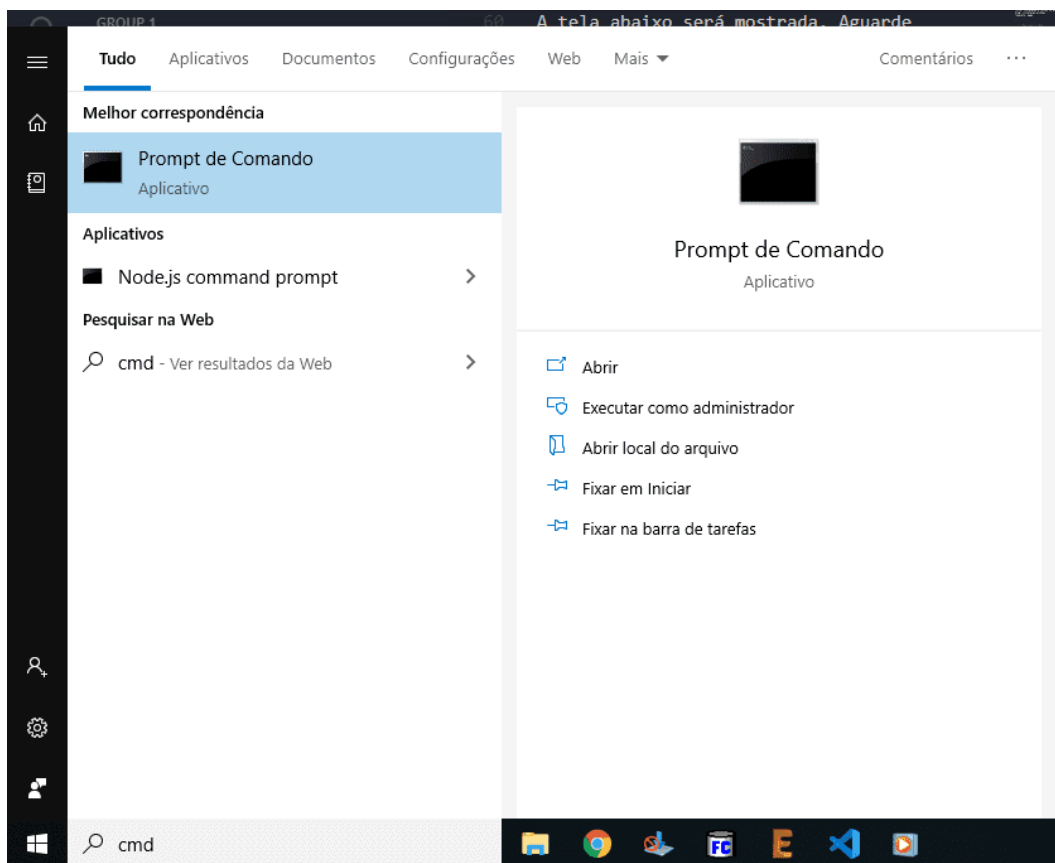 GROUP 1
60 A tela abaixo será mostrada. Aguarde
Tudo Aplicativos Documentos Configurações Web Mais Comentários ...
Melhor correspondência
Prompt de Comando
Aplicativo
Aplicativos
Node.js command prompt
Pesquisar na Web
cmd - Ver resultados da Web
Prompt de Comando
Aplicativo
Abrir
Executar como administrador
Abrir local do arquivo
Fixar em Iniciar
Fixar na barra de tarefas
cmd
FC
E